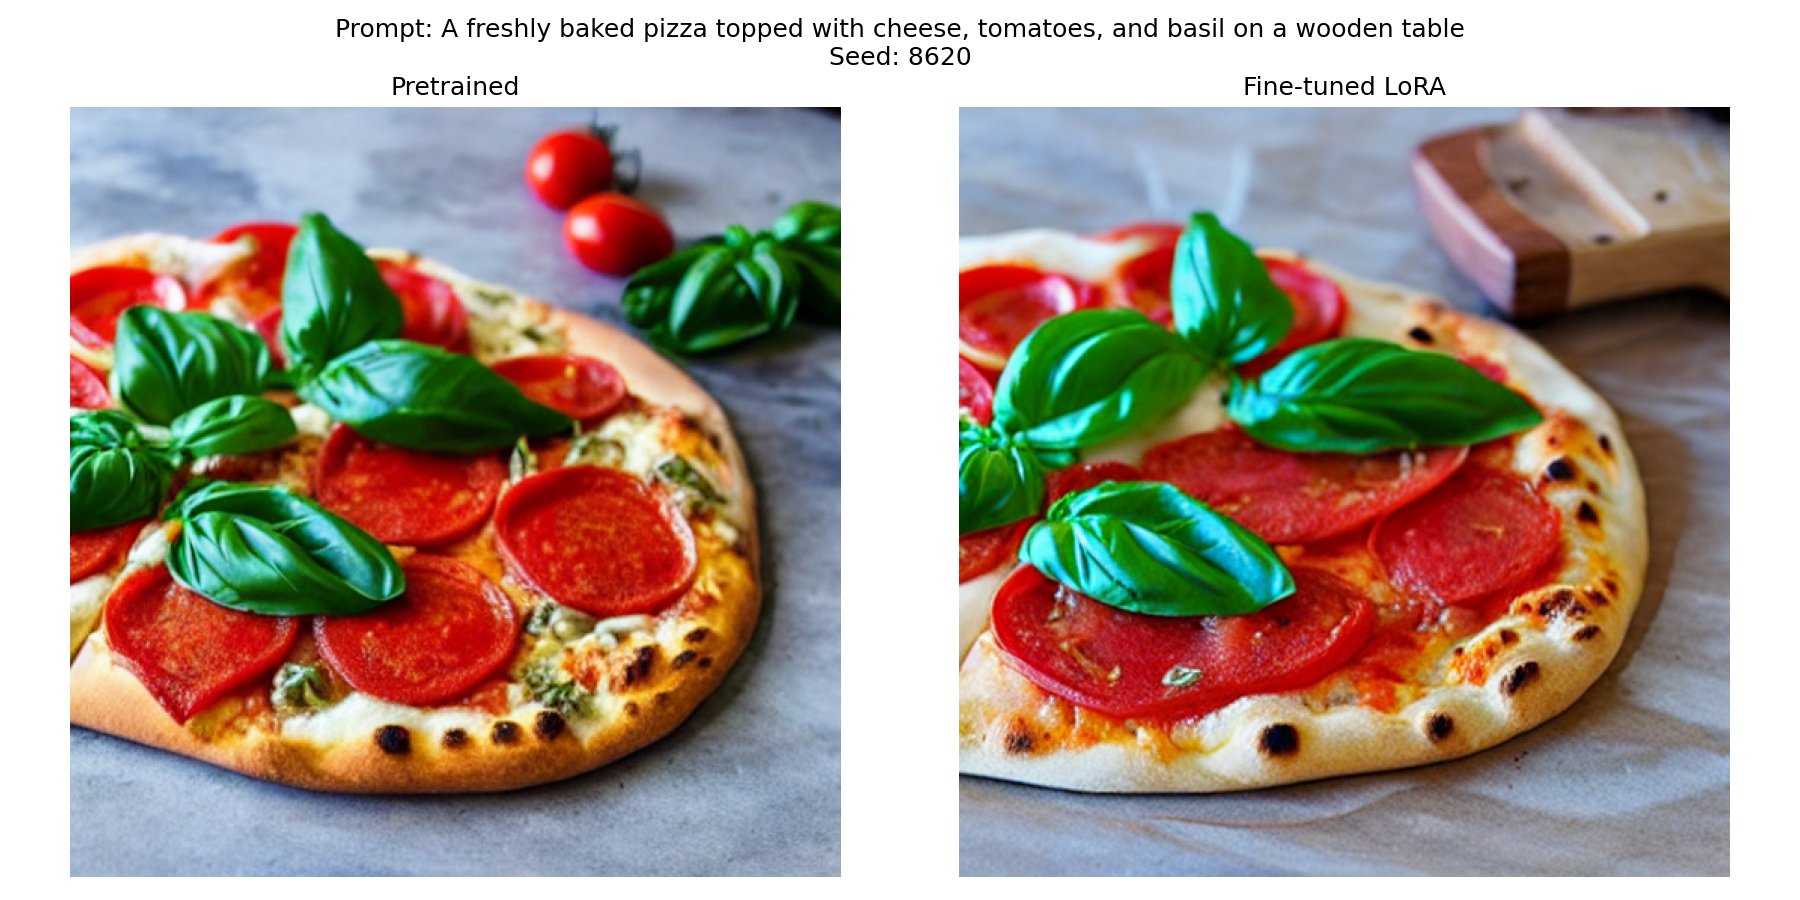 Prompt: A freshly baked pizza topped with cheese, tomatoes, and basil on a wooden table
Seed: 8620
Pretrained
Fine-tuned LoRA